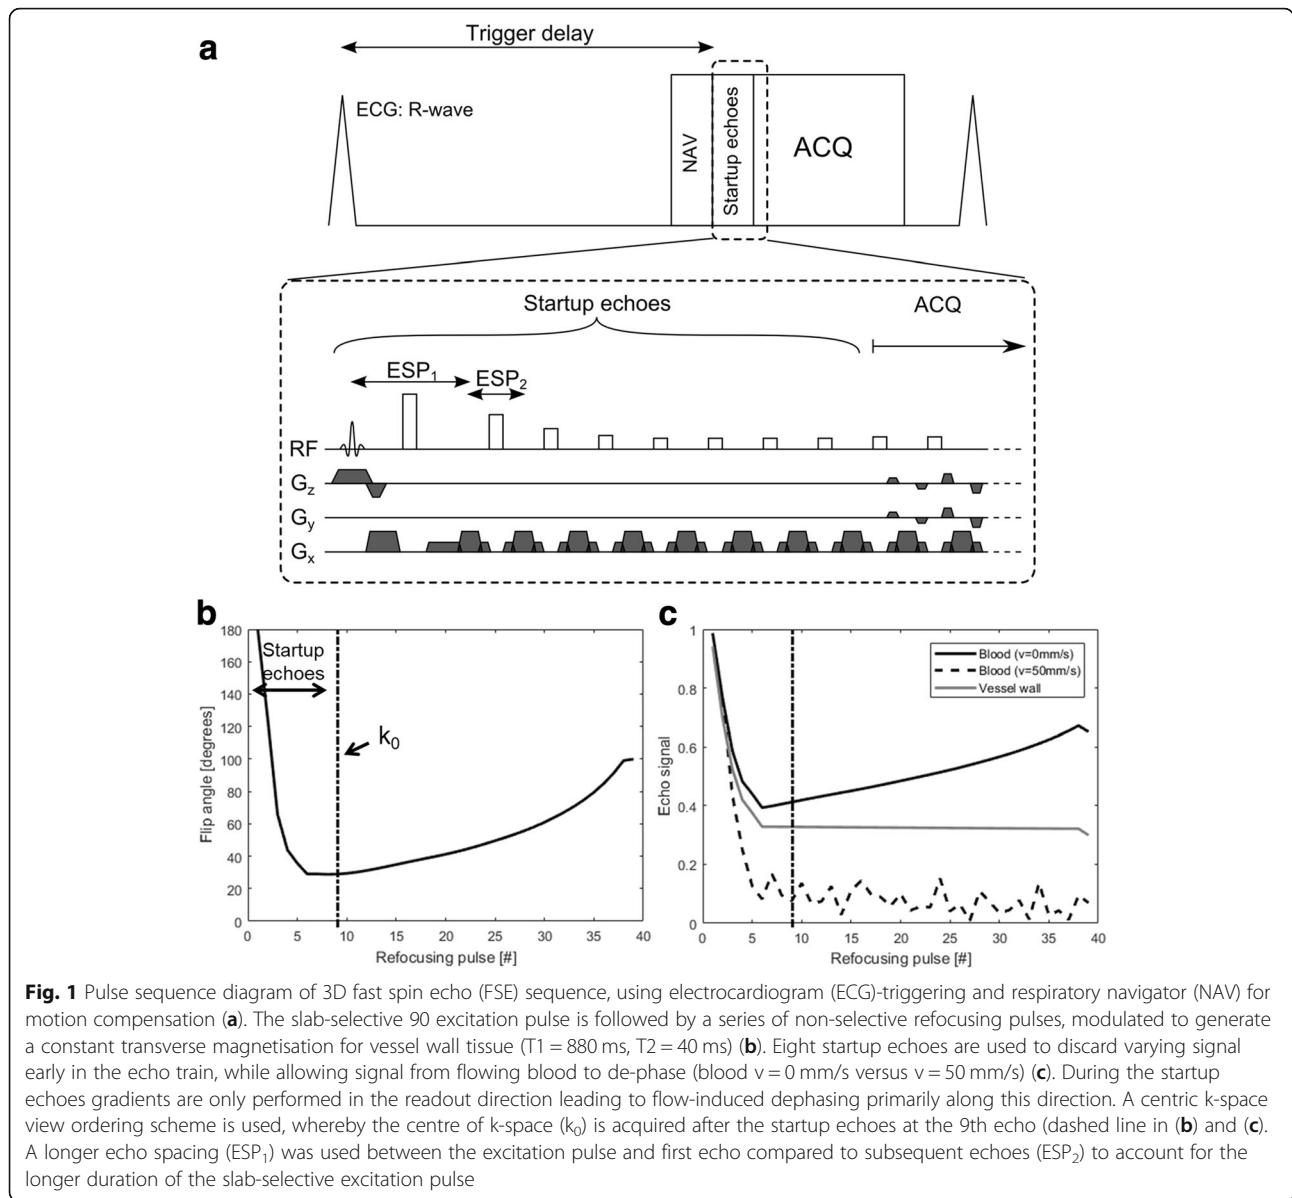 a
Trigger delay
ECG: R-wave
NAV
Startup echoes
ACQ
Startup echoes
ACQ
ESP1
ESP2
RF
Gz
Gy
Gx
b
180
160
140
120
100
80
60
40
20
0
Flip angle [degrees]
Startup
echoes
k0
0 5 10 15 20 25 30 35 40
Refocusing pulse [#]
c
1
0.8
0.6
0.4
0.2
0
Echo signal
Blood (v=0mm/s)
Blood (v=50mm/s)
Vessel wall
0 5 10 15 20 25 30 35 40
Refocusing pulse [#]
Fig. 1 Pulse sequence diagram of 3D fast spin echo (FSE) sequence, using electrocardiogram (ECG)-triggering and respiratory navigator (NAV) for
motion compensation (a). The slab-selective 90 excitation pulse is followed by a series of non-selective refocusing pulses, modulated to generate
a constant transverse magnetisation for vessel wall tissue (T1 = 880 ms, T2 = 40 ms) (b). Eight startup echoes are used to discard varying signal
early in the echo train, while allowing signal from flowing blood to de-phase (blood v = 0 mm/s versus v = 50 mm/s) (c). During the startup
echoes gradients are only performed in the readout direction leading to flow-induced dephasing primarily along this direction. A centric k-space
view ordering scheme is used, whereby the centre of k-space (k0) is acquired after the startup echoes at the 9th echo (dashed line in (b) and (c).
A longer echo spacing (ESP1) was used between the excitation pulse and first echo compared to subsequent echoes (ESP2) to account for the
longer duration of the slab-selective excitation pulse